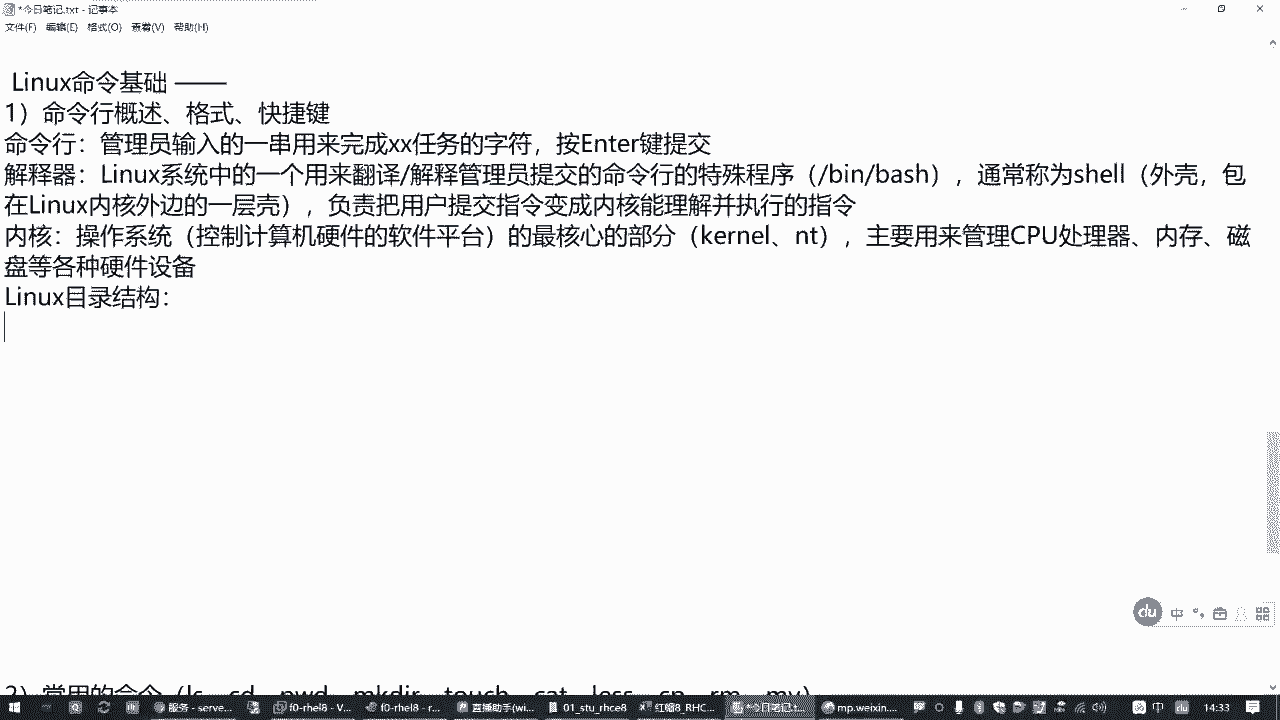 *今日笔记.txt - 记事本
文件(F) 编辑(E) 格式(O) 查看(V) 帮助(H)
Linux命令基础 ——
1）命令行概述、格式、快捷键
命令行：管理员输入的一串用来完成xx任务的字符，按Enter键提交
解释器：Linux系统中的一个用来翻译/解释管理员提交的命令行的特殊程序（/bin/bash），通常称为shell（外壳，包
在Linux内核外边的一层壳），负责把用户提交指令变成内核能理解并执行的指令
内核：操作系统（控制计算机硬件的软件平台）的最核心的部分（kernel、nt），主要用来管理CPU处理器、内存、磁
盘等各种硬件设备
Linux目录结构：
du 中
2）常用的命令（ls、cd、pwd、mkdir、touch、cat、less、cp、rm、mv）
服务 - serve... f0-rhel8 - V... f0-rhel8 - r... 直播助手(wi... 01_stu_rhce8 红帽8_RHC... *今日笔记.t... mp.weixin... 中 du 14:33